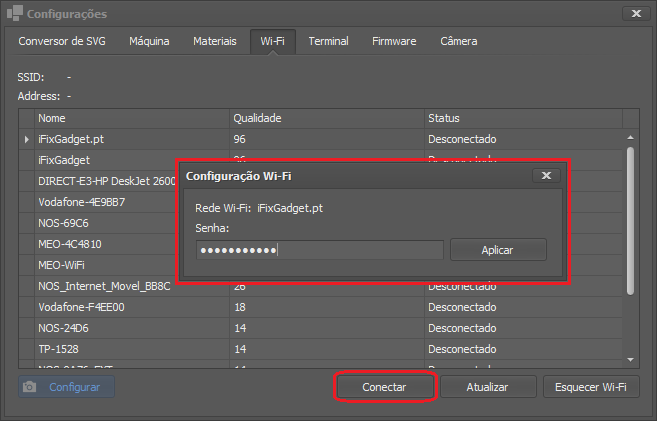 Configurações
Conversor de SVG Máquina Materiais Wi-Fi Terminal Firmware Câmera
SSID: -
Address: -
Nome Qualidade Status
iFixGadget.pt 96 Desconectado
iFixGadget 96 Desconectado
DIRECT-E3-HP DeskJet 2600
Vodafone-4E9BB7
NOS-69C6
MEO-4C4810
MEO-WiFi
Configuração Wi-Fi
Rede Wi-Fi: iFixGadget.pt
Senha:
●●●●●●●●●●● Aplicar
NOS_Internet_Movel_BB8C 26 Desconectado
Vodafone-F4EE00 18 Desconectado
NOS-24D6 14 Desconectado
TP-1528 14 Desconectado
Configurar Conectar Atualizar Esquecer Wi-Fi